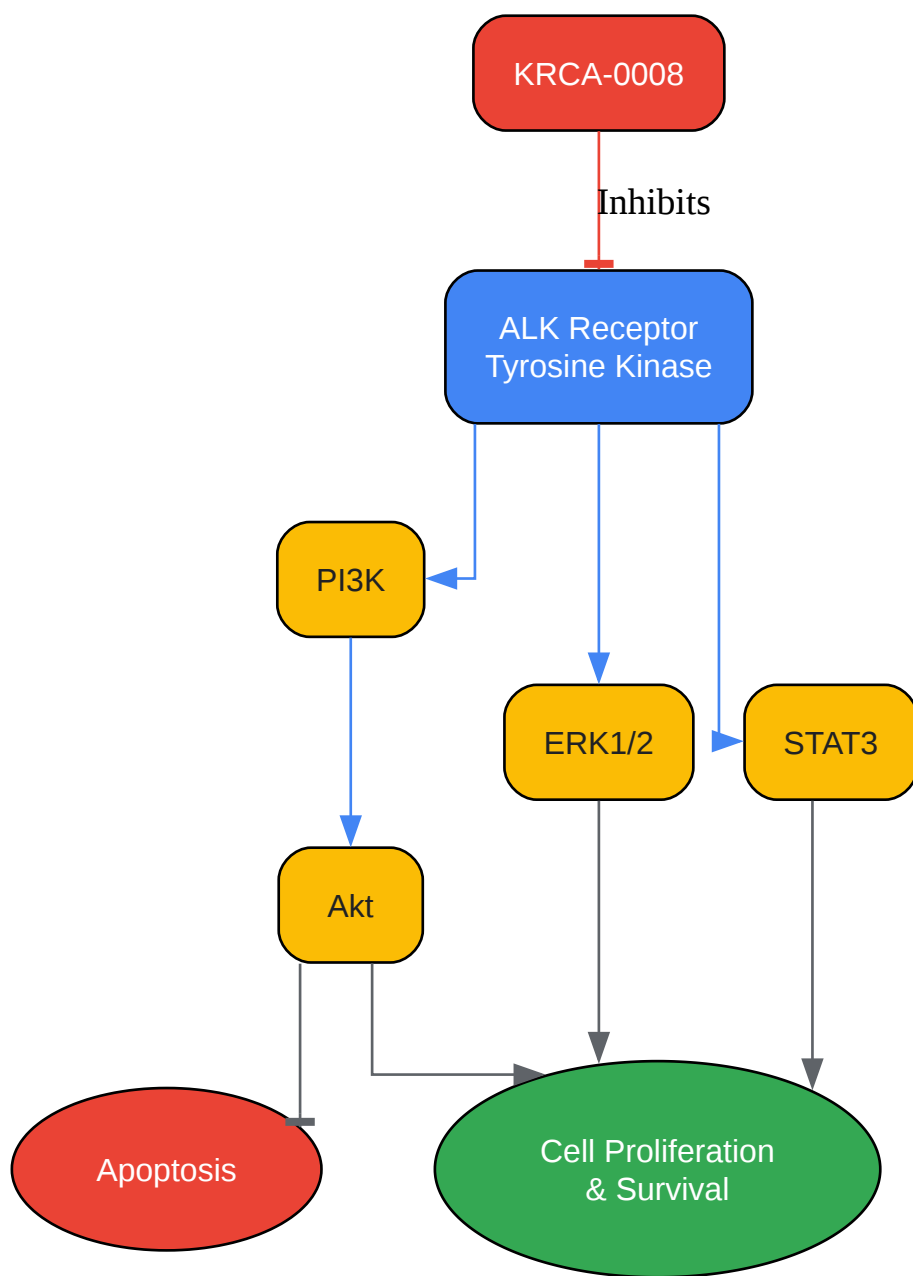 KRCA-0008
Inhibits
ALK Receptor
Tyrosine Kinase
PI3K
ERK1/2
STAT3
Akt
Apoptosis
Cell Proliferation
& Survival